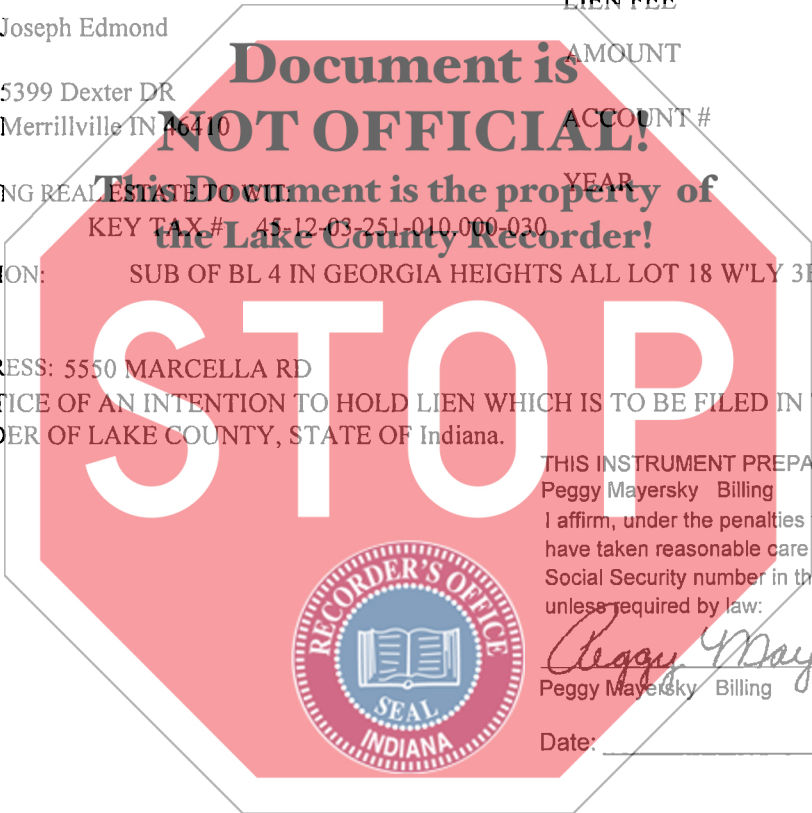 LIEN FEE
Joseph Edmond
Document is
AMOUNT
5399 Dexter DR
NOT OFFICIAL!
ACCOUNT #
Merrillville IN 46410
YEAR
NG REAL ESTATE TO WIT:
This Document is the property of
KEY TAX # 45-12-03-251-010.000-030
the Lake County Recorder!
ION: SUB OF BL 4 IN GEORGIA HEIGHTS ALL LOT 18 W'LY 3
STOP
RESS: 5550 MARCELLA RD
TICE OF AN INTENTION TO HOLD LIEN WHICH IS TO BE FILED IN
DER OF LAKE COUNTY, STATE OF Indiana.
THIS INSTRUMENT PREPA
Peggy Mayersky Billing
I affirm, under the penalties
have taken reasonable care
Social Security number in th
unless required by law:
Peggy May
Peggy Mayersky Billing
Date:
RECORDER'S OFFICE
SEAL
INDIANA